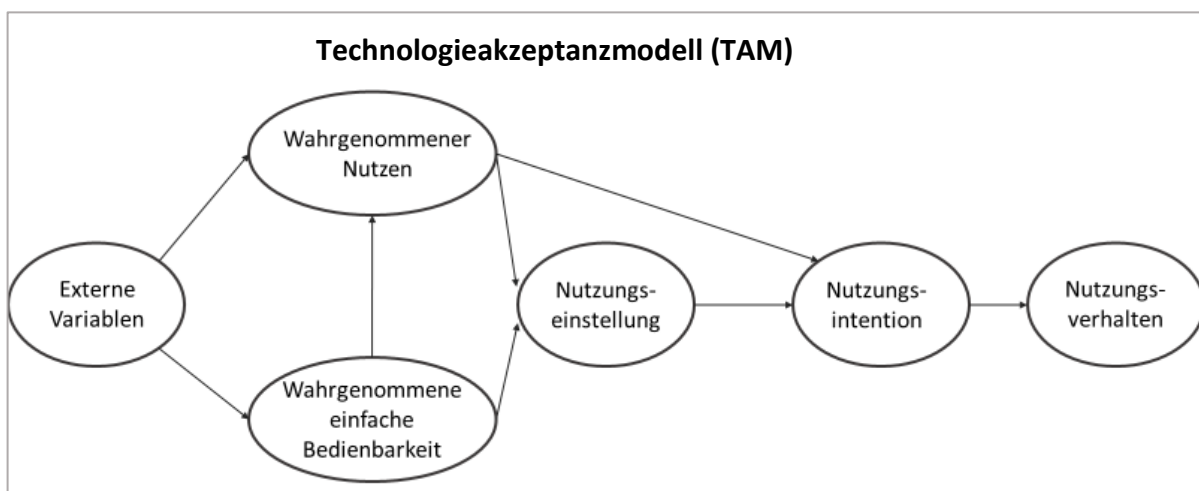 Technologieakzeptanzmodell (TAM)
Wahrgenommener
Nutzen
Externe
Variablen
Wahrgenommene
einfache
Bedienbarkeit
Nutzungs-
einstellung
Nutzungs-
intention
Nutzungs-
verhalten